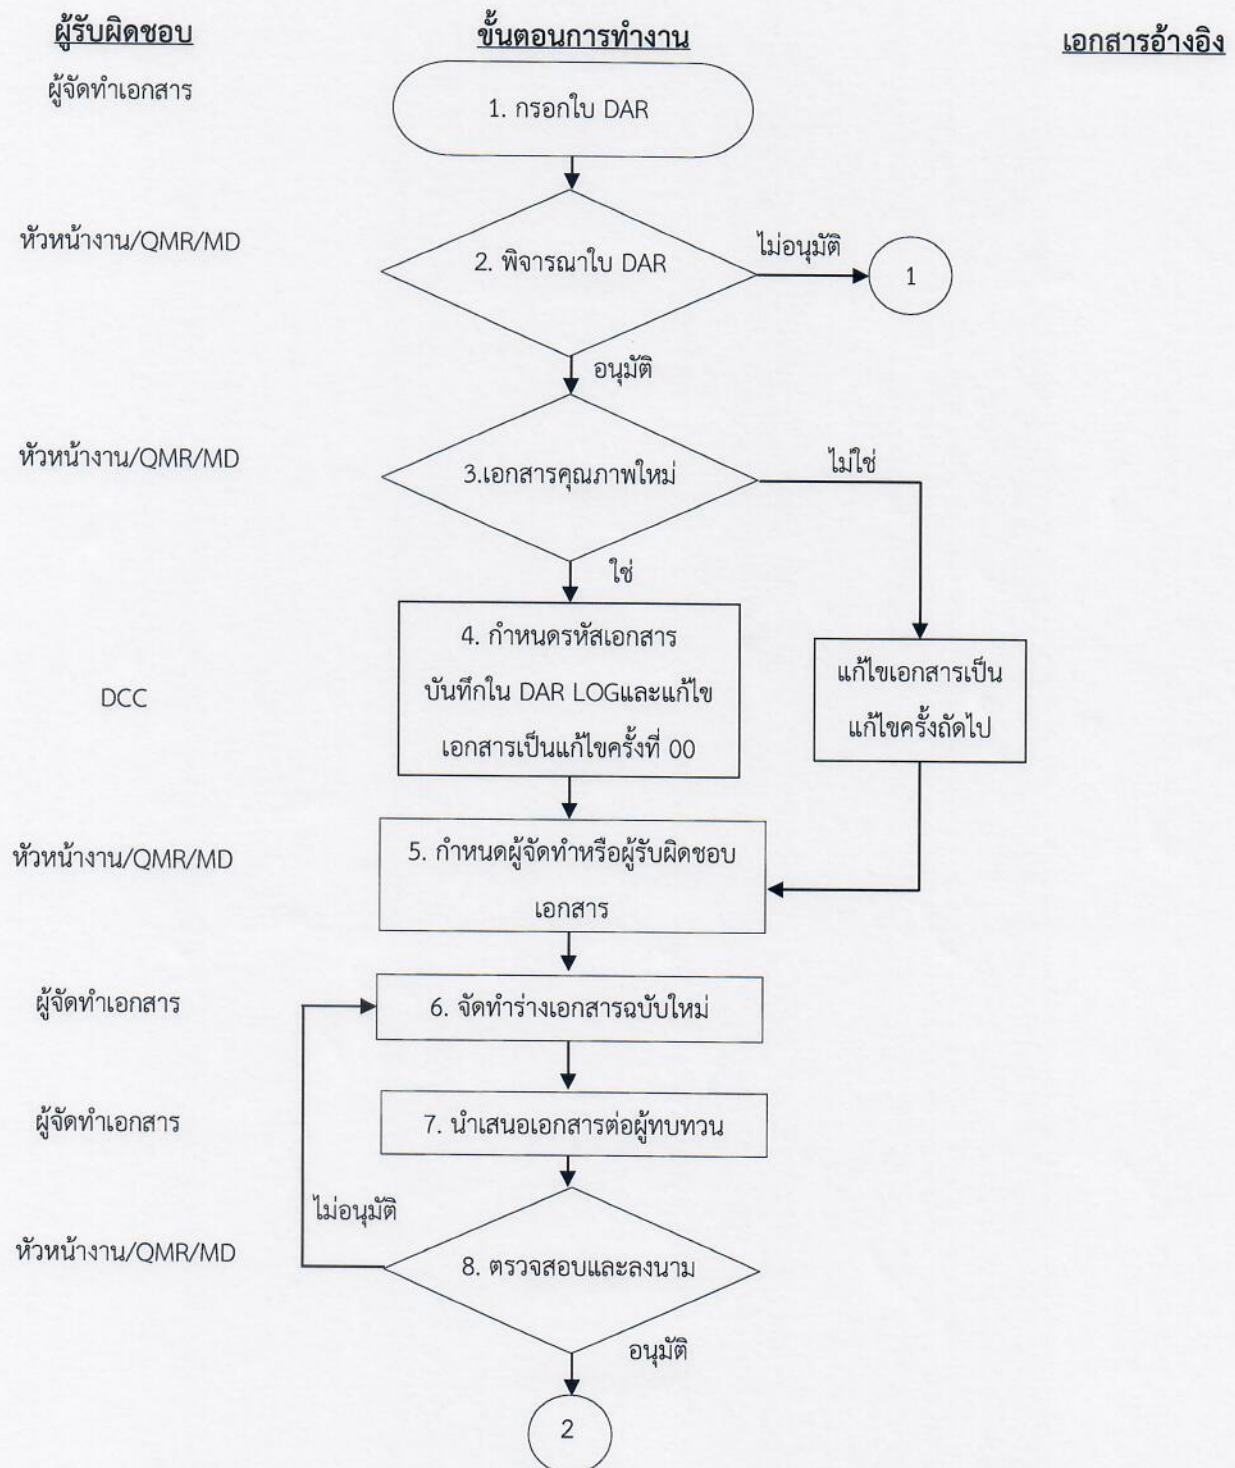 ผู้รับผิดชอบ
ขั้นตอนการทำงาน
เอกสารอ้างอิง
ผู้จัดทำเอกสาร
1. กรอกใบ DAR
หัวหน้างาน/QMR/MD
2. พิจารณาใบ DAR
ไม่อนุมัติ
1
อนุมัติ
หัวหน้างาน/QMR/MD
3.เอกสารคุณภาพใหม่
ไม่ใช่
ใช่
DCC
4. กำหนดรหัสเอกสาร
บันทึกใน DAR LOGและแก้ไข
เอกสารเป็นแก้ไขครั้งที่ 00
แก้ไขเอกสารเป็น
แก้ไขครั้งถัดไป
หัวหน้างาน/QMR/MD
5. กำหนดผู้จัดทำหรือผู้รับผิดชอบ
เอกสาร
ผู้จัดทำเอกสาร
6. จัดทำร่างเอกสารฉบับใหม่
ผู้จัดทำเอกสาร
7. นำเสนอเอกสารต่อผู้ทบทวน
ไม่อนุมัติ
หัวหน้างาน/QMR/MD
8. ตรวจสอบและลงนาม
อนุมัติ
2